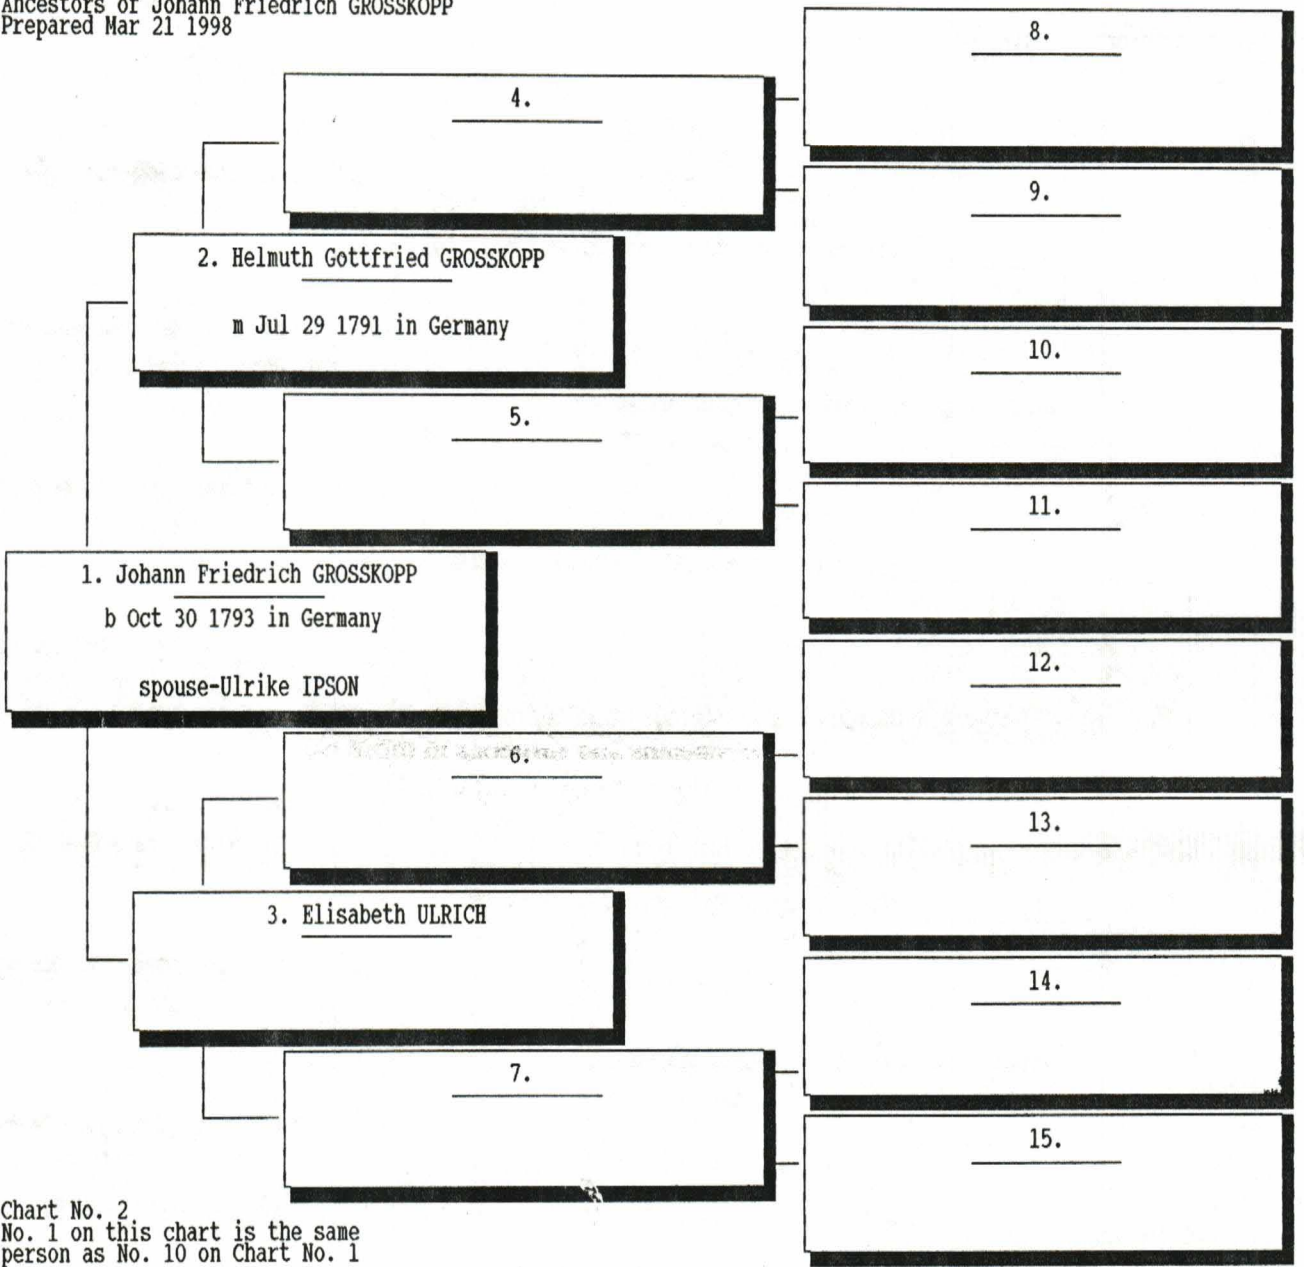 Ancestors of Johann Friedrich GROSSKOPP
Prepared Mar 21 1998
8.
4.
9.
2. Helmuth Gottfried GROSSKOPP
m Jul 29 1791 in Germany
10.
5.
11.
1. Johann Friedrich GROSSKOPP
b Oct 30 1793 in Germany
spouse-Ulrike IPSON
12.
6.
13.
3. Elisabeth ULRICH
14.
7.
15.
Chart No. 2
No. 1 on this chart is the same
person as No. 10 on Chart No. 1